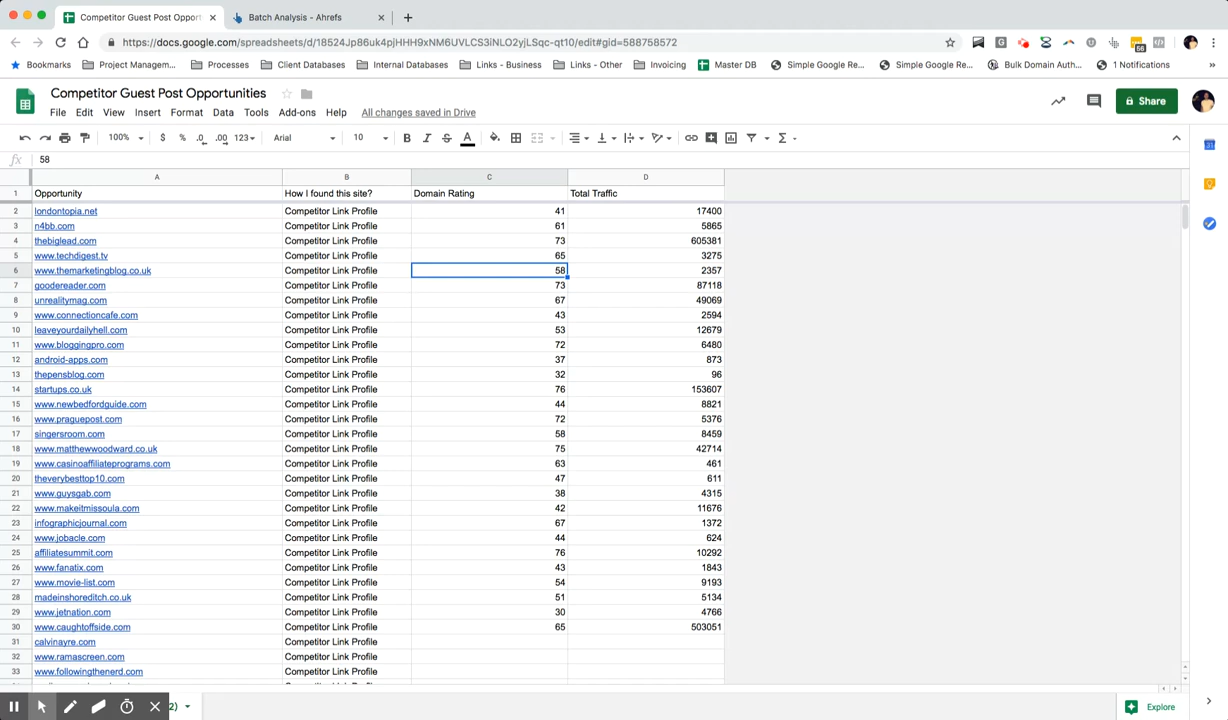 Competitor Guest Post Opport
Batch Analysis - Ahrefs
https://docs.google.com/spreadsheets/d/18524Jp86uk4pjHHH9xNM6UVLCS3iNLO2yjLSqc-qt10/edit#gid=588758572
56
Bookmarks Project Managem... Processes Client Databases Internal Databases Links - Business Links - Other Invoicing Master DB Simple Google Re... Simple Google Re... Bulk Domain Auth... 1 Notifications »
Competitor Guest Post Opportunities
File Edit View Insert Format Data Tools Add-ons Help All changes saved in Drive
Share
100% $ % .0 .00 123 Arial 10 B I S A Σ
fx 58
A B C D
1 Opportunity How I found this site? Domain Rating Total Traffic
2 londontopia.net Competitor Link Profile 41 17400
3 n4bb.com Competitor Link Profile 61 5865
4 thebiglead.com Competitor Link Profile 73 605381
5 www.techdigest.tv Competitor Link Profile 65 3275
6 www.themarketingblog.co.uk Competitor Link Profile 58 2357
7 goodereader.com Competitor Link Profile 73 87118
8 unrealitymag.com Competitor Link Profile 67 49069
9 www.connectioncafe.com Competitor Link Profile 43 2594
10 leaveyourdailyhell.com Competitor Link Profile 53 12679
11 www.bloggingpro.com Competitor Link Profile 72 6480
12 android-apps.com Competitor Link Profile 37 873
13 thepensblog.com Competitor Link Profile 32 96
14 startups.co.uk Competitor Link Profile 76 153607
15 www.newbedfordguide.com Competitor Link Profile 44 8821
16 www.praguepost.com Competitor Link Profile 72 5376
17 singersroom.com Competitor Link Profile 58 8459
18 www.matthewwoodward.co.uk Competitor Link Profile 75 42714
19 www.casinoaffiliateprograms.com Competitor Link Profile 63 461
20 theverybesttop10.com Competitor Link Profile 47 611
21 www.guysgab.com Competitor Link Profile 38 4315
22 www.makeitmissoula.com Competitor Link Profile 42 11676
23 infographicjournal.com Competitor Link Profile 67 1372
24 www.jobacle.com Competitor Link Profile 44 624
25 affiliatesummit.com Competitor Link Profile 76 10292
26 www.fanatix.com Competitor Link Profile 43 1843
27 www.movie-list.com Competitor Link Profile 54 9193
28 madeinshoreditch.co.uk Competitor Link Profile 51 5134
29 www.jetnation.com Competitor Link Profile 30 4766
30 www.caughtoffside.com Competitor Link Profile 65 503051
31 calvinayre.com Competitor Link Profile
32 www.ramascreen.com Competitor Link Profile
33 www.followingthenerd.com Competitor Link Profile
2)
Explore